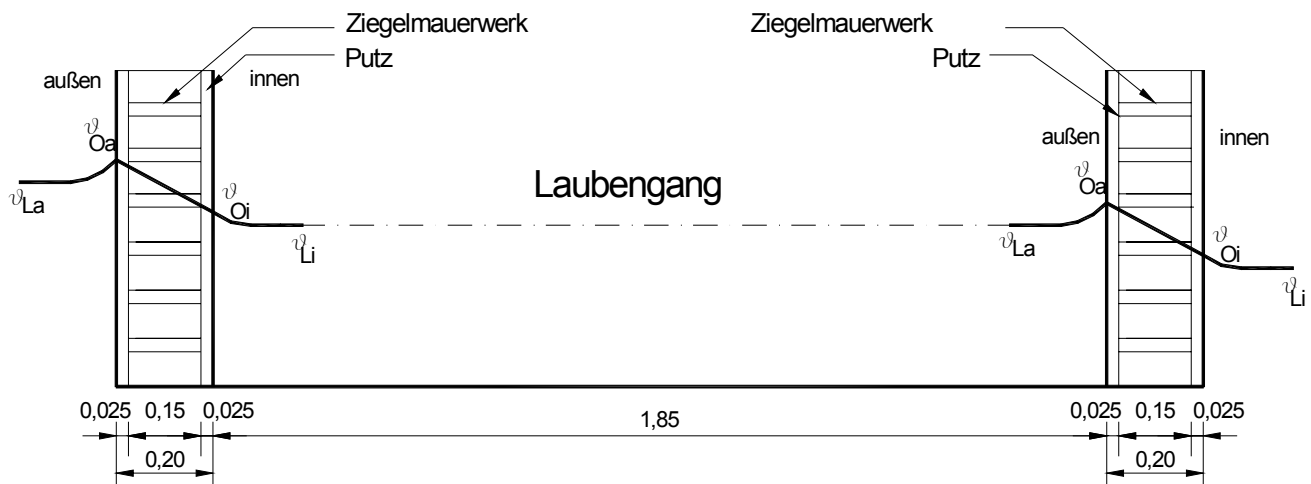 Ziegelmauerwerk
Putz
außen
innen
ϑOa
ϑLa
ϑOi
ϑLi
Laubengang
Ziegelmauerwerk
Putz
außen
innen
ϑOa
ϑLa
ϑOi
ϑLi
0,025 0,15 0,025 1,85 0,025 0,15 0,025
0,20 0,20